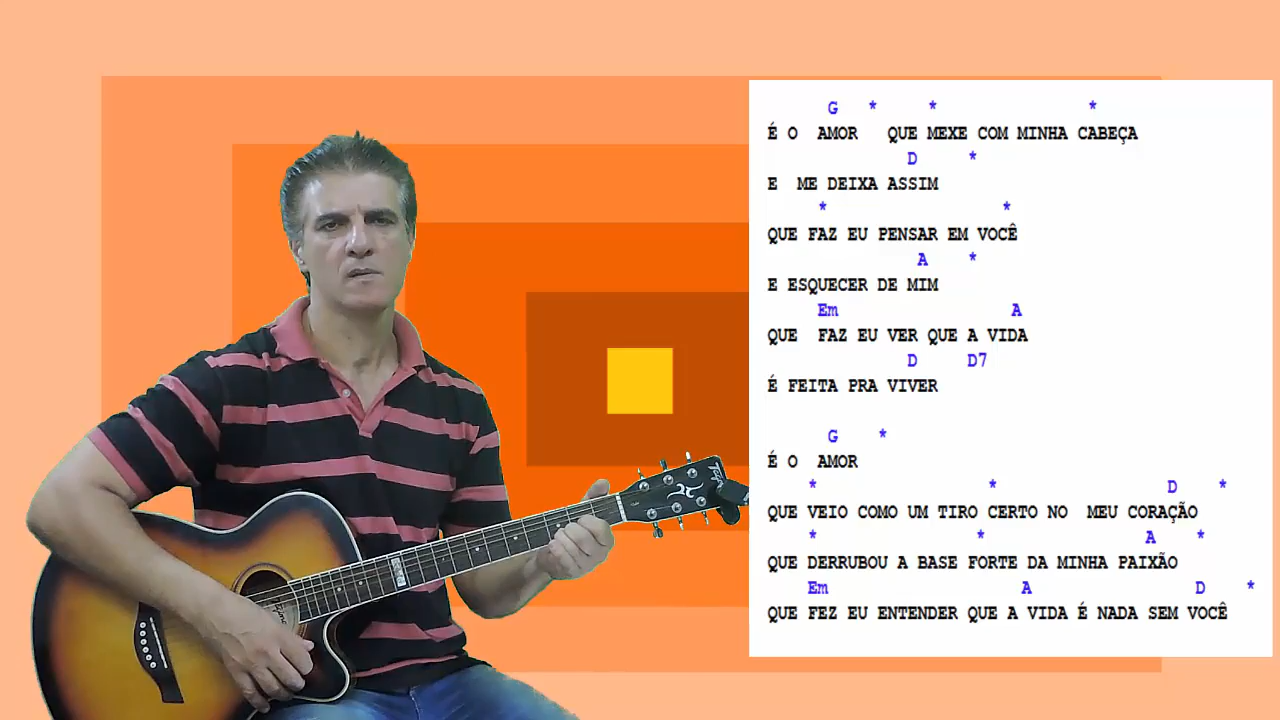 G * * *
É O AMOR QUE MEXE COM MINHA CABEÇA
D *
E ME DEIXA ASSIM
* *
QUE FAZ EU PENSAR EM VOCÊ
A *
E ESQUECER DE MIM
Em A
QUE FAZ EU VER QUE A VIDA
D D7
É FEITA PRA VIVER
G *
É O AMOR
* * D *
QUE VEIO COMO UM TIRO CERTO NO MEU CORAÇÃO
* * A *
QUE DERRUBOU A BASE FORTE DA MINHA PAIXÃO
Em A D *
QUE FEZ EU ENTENDER QUE A VIDA É NADA SEM VOCÊ